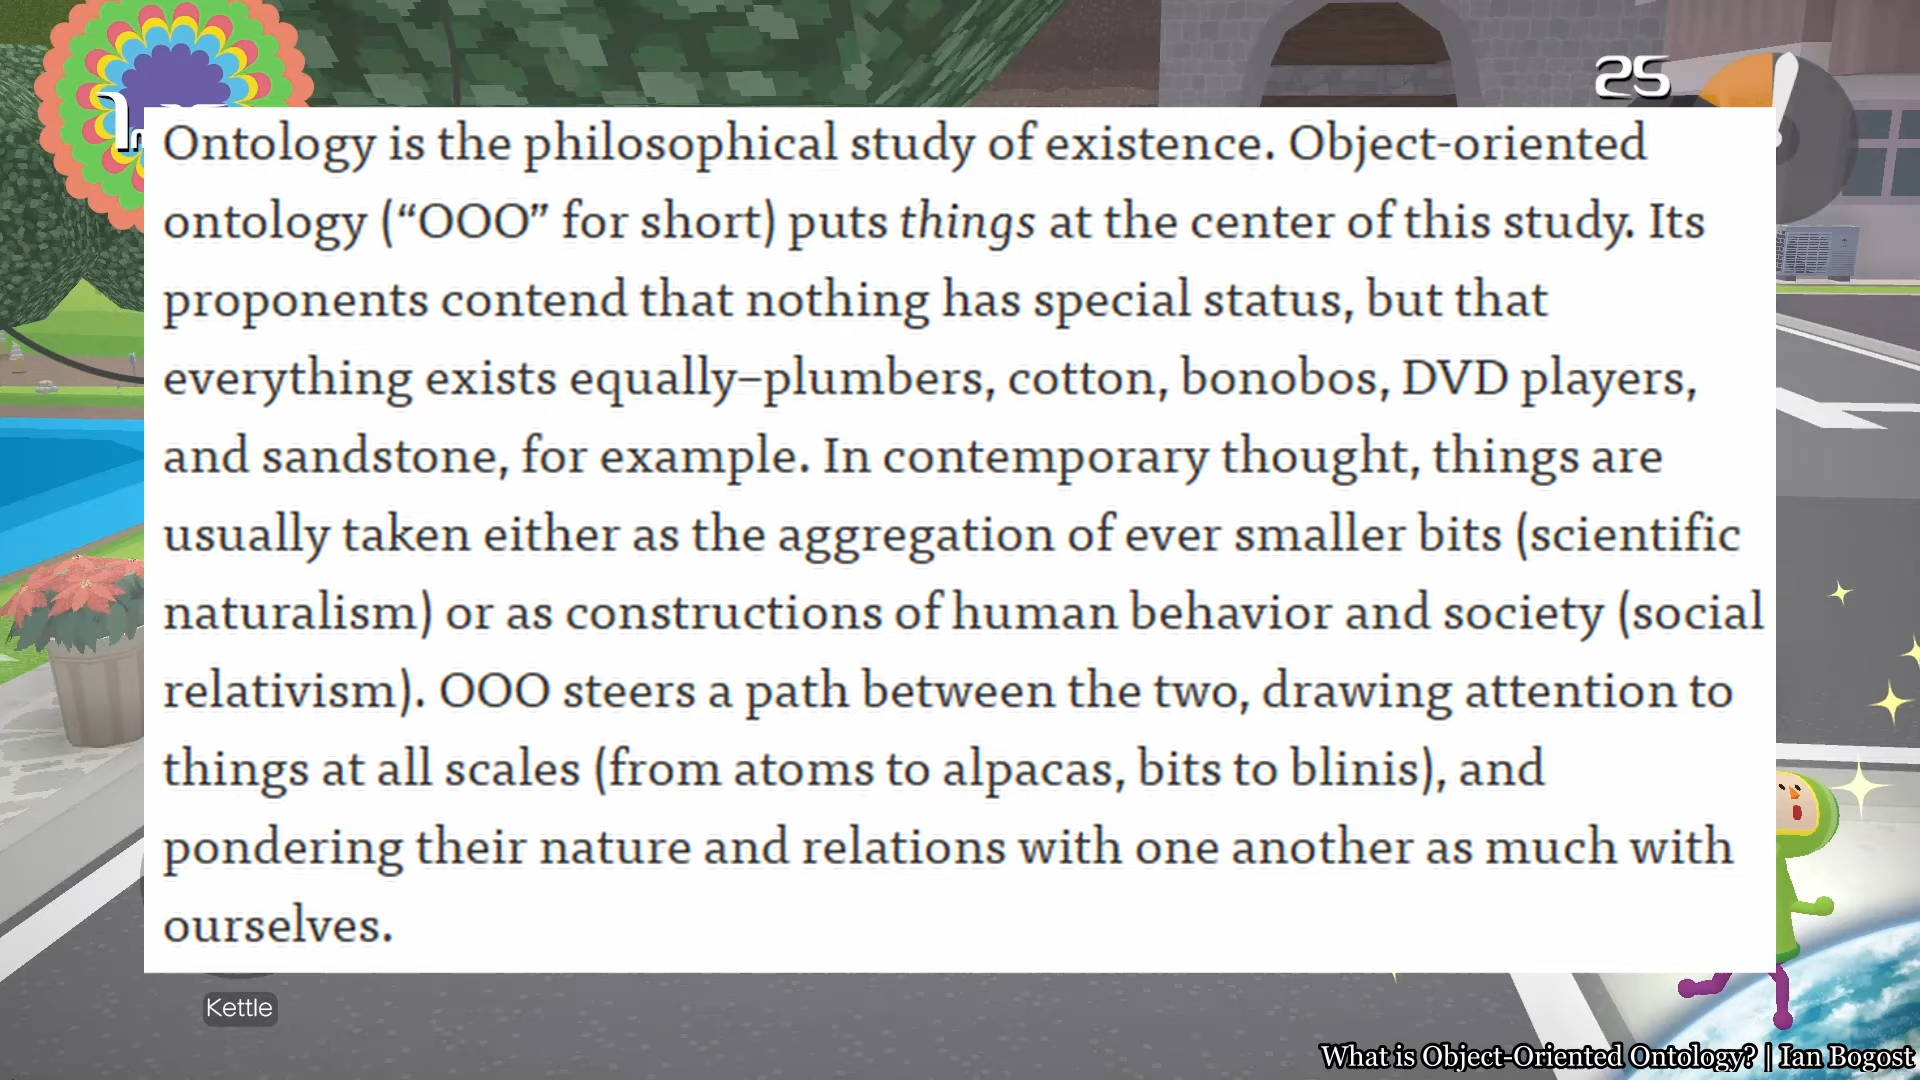 25
1
Ontology is the philosophical study of existence. Object-oriented
ontology (“OOO” for short) puts things at the center of this study. Its
proponents contend that nothing has special status, but that
everything exists equally–plumbers, cotton, bonobos, DVD players,
and sandstone, for example. In contemporary thought, things are
usually taken either as the aggregation of ever smaller bits (scientific
naturalism) or as constructions of human behavior and society (social
relativism). OOO steers a path between the two, drawing attention to
things at all scales (from atoms to alpacas, bits to blinis), and
pondering their nature and relations with one another as much with
ourselves.
Kettle
What is Object-Oriented Ontology? | Ian Bogost